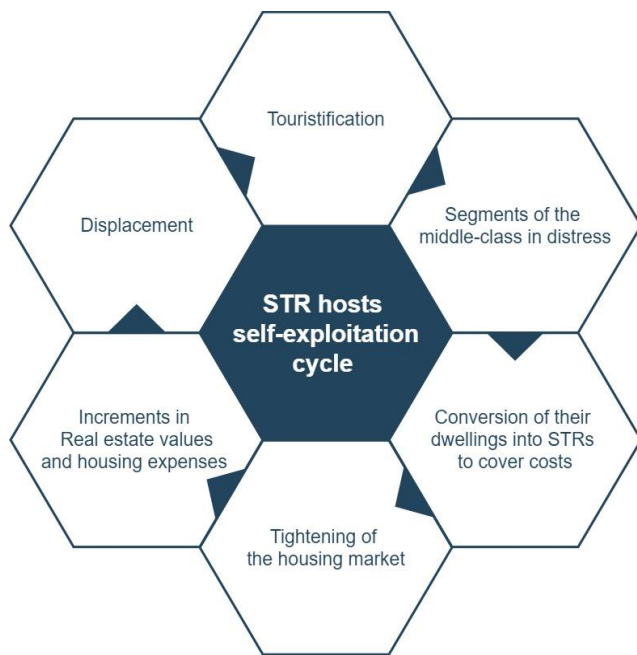 Touristification
Segments of the
middle-class in distress
Conversion of their
dwellings into STRs
to cover costs
Tightening of
the housing market
Increments in
Real estate values
and housing expenses
Displacement
STR hosts
self-exploitation
cycle